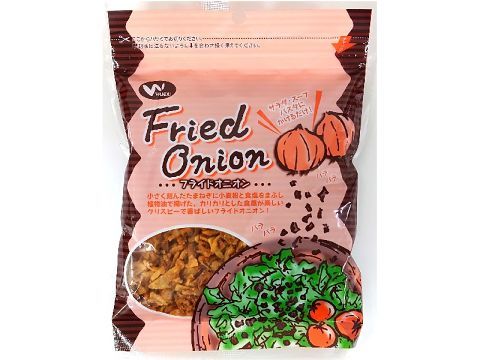 W
Fried
Onion
サラダ・スープ
パスタに
かけるだけ!
フライドオニオン
小さく刻んだたまねぎに小麦粉と食塩をまぶし
植物油で揚げた、カリカリとした食感が楽しい
クリスピーで香ばしいフライドオニオン!
パラ
パラ
パラ
パラ